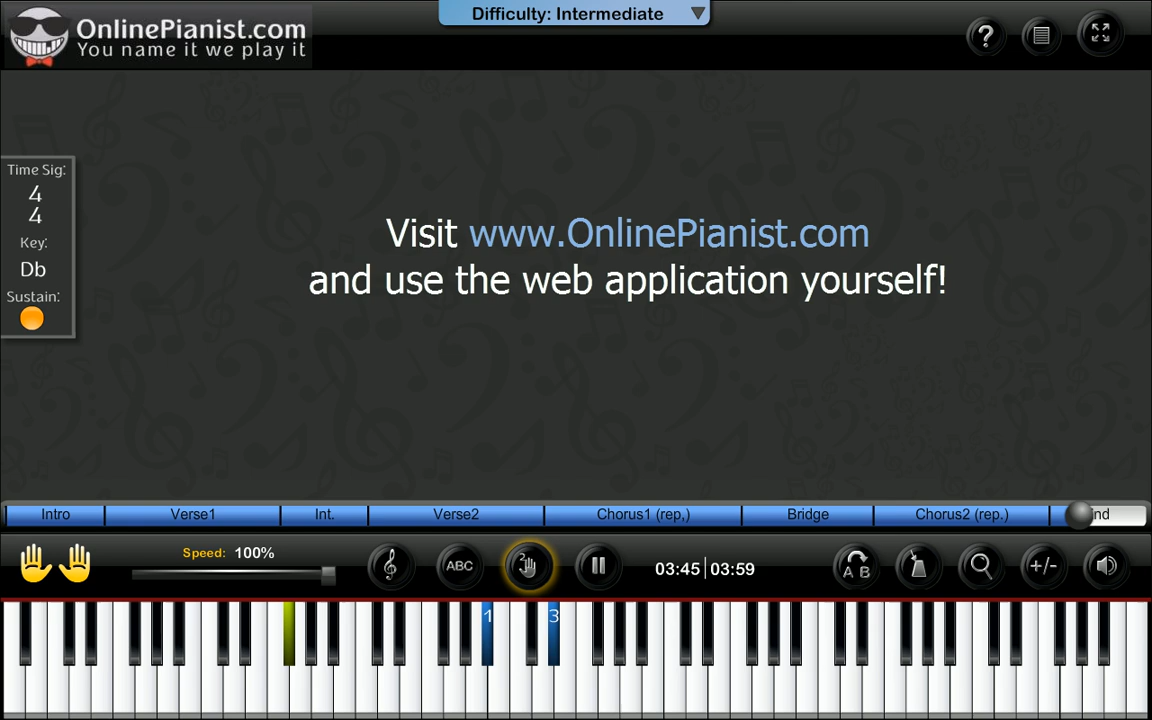 Difficulty: Intermediate
OnlinePianist.com
You name it we play it
?
Time Sig:
4
4
Key:
Db
Sustain:
Visit www.OnlinePianist.com
and use the web application yourself!
Intro Verse1 Int. Verse2 Chorus1 (rep,) Bridge Chorus2 (rep.) nd
Speed: 100%
ABC
2
03:45|03:59
A B
+/-
1 3